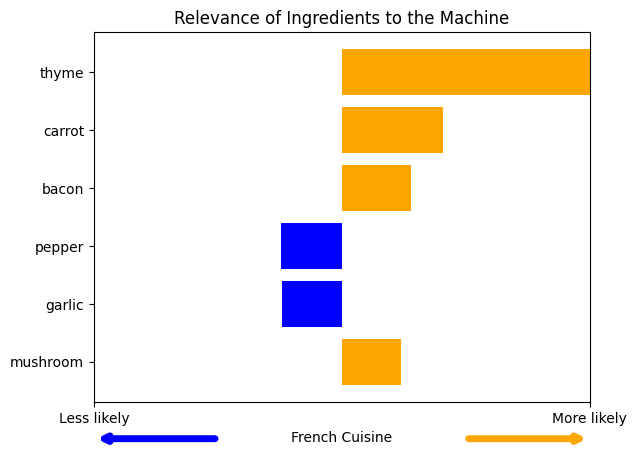 Relevance of Ingredients to the Machine
thyme
carrot
bacon
pepper
garlic
mushroom
Less likely
More likely
French Cuisine